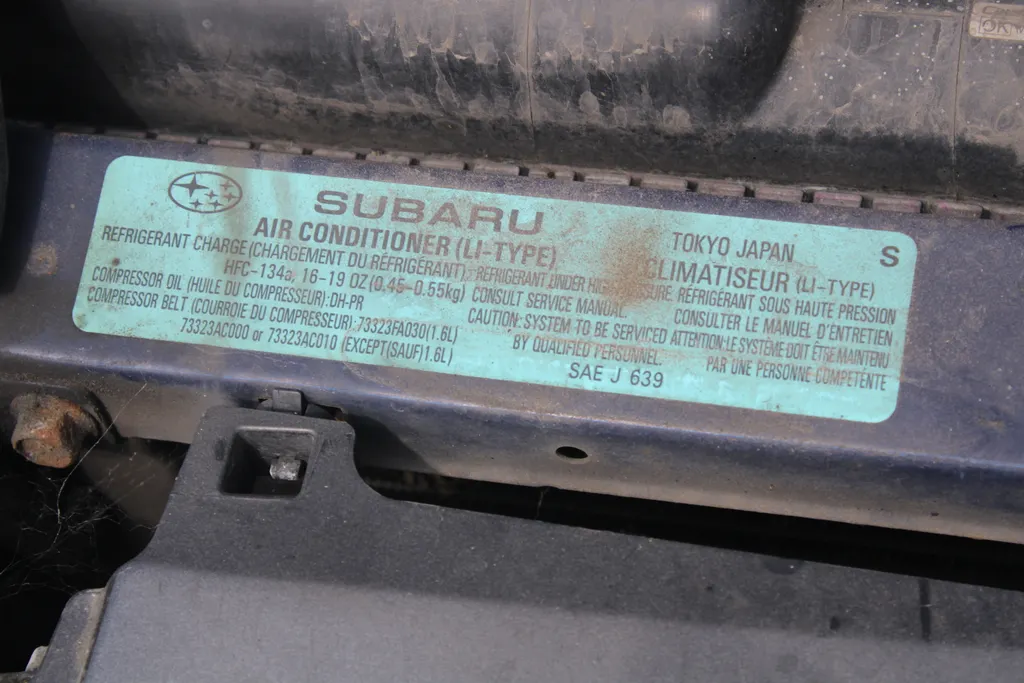 SUBARU
TOKYO JAPAN
S
AIR CONDITIONER (LI-TYPE)
CLIMATISEUR (LI-TYPE)
REFRIGERANT CHARGE (CHARGEMENT DU RÉFRIGÉRANT)
HFC-134a, 16-19 OZ (0.45-0.55kg)
COMPRESSOR OIL (HUILE DU COMPRESSEUR):DH-PR
COMPRESSOR BELT (COURROIE DU COMPRESSEUR):73323FA030(1.6L)
73323AC000 or 73323AC010 (EXCEPT(SAUF)1.6L)
REFRIGERANT UNDER HIGH PRESSURE.
CONSULT SERVICE MANUAL.
CAUTION:SYSTEM TO BE SERVICED
BY QUALIFIED PERSONNEL.
RÉFRIGÉRANT SOUS HAUTE PRESSION
CONSULTER LE MANUEL D'ENTRETIEN
ATTENTION:LE SYSTÈME DOIT ÊTRE MAINTENU
PAR UNE PERSONNE COMPÉTENTE
SAE J 639